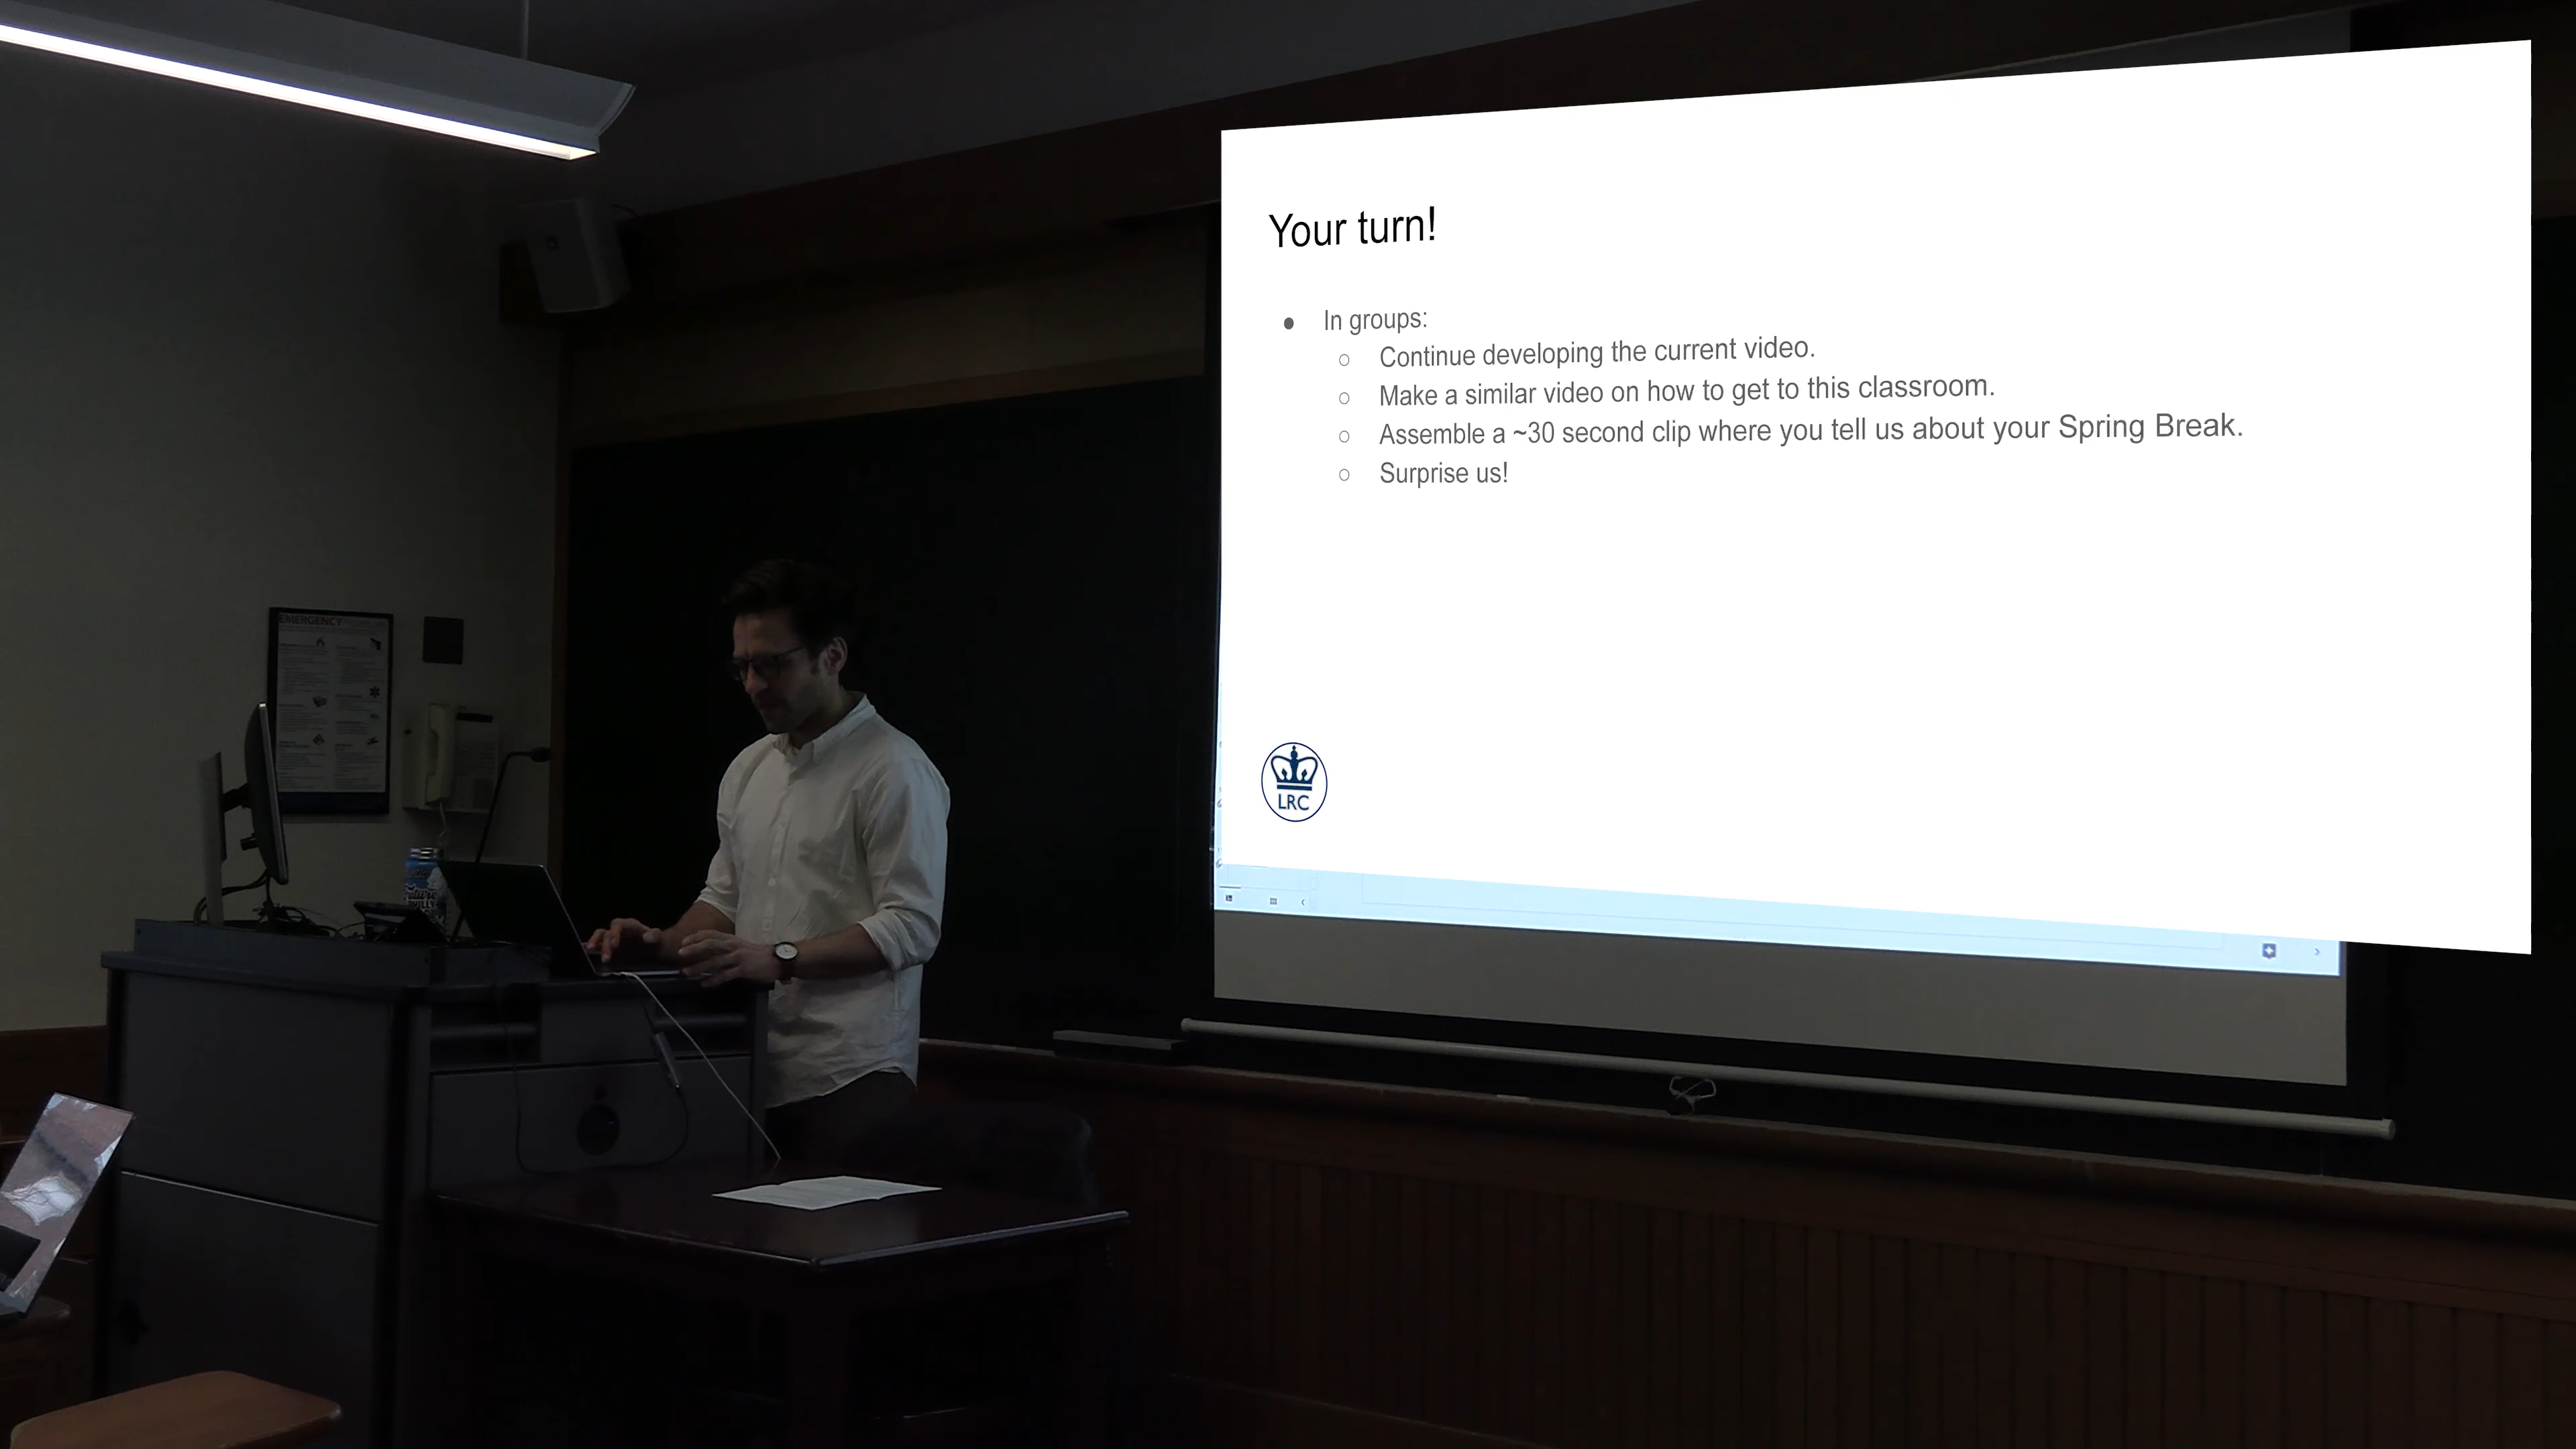 Your turn!
● In groups:
○ Continue developing the current video.
○ Make a similar video on how to get to this classroom.
○ Assemble a ~30 second clip where you tell us about your Spring Break.
○ Surprise us!
LRC
EMERGENCY